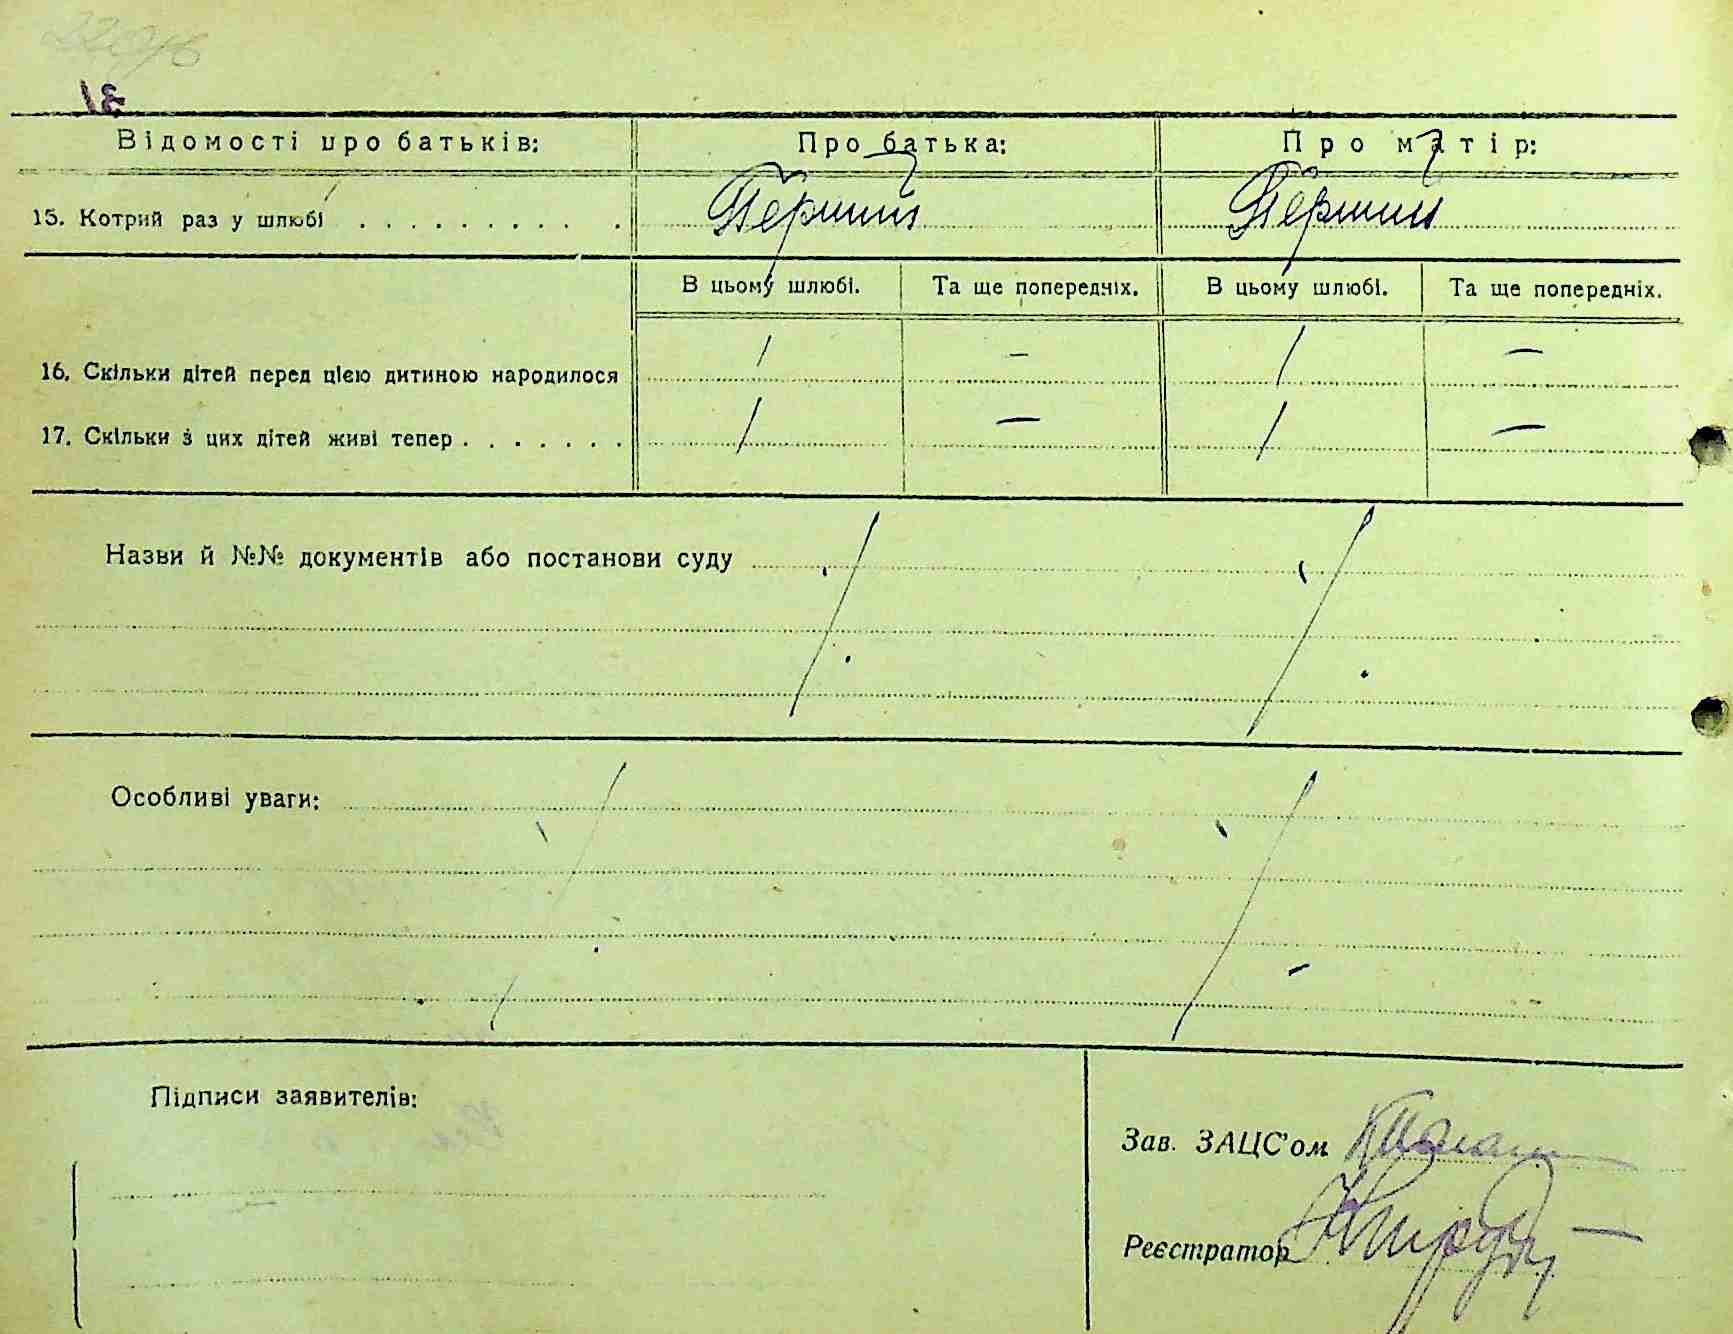 31
Відомості про батьків: Про батька: Про матір:
15. Котрий раз у шлюбі . . . . . . . . . . . Перший Перший
В цьому шлюбі. Та ще попередніх. В цьому шлюбі. Та ще попередніх.
16. Скільки дітей перед цією дитиною народилося 1 – 1 –
17. Скільки з цих дітей живі тепер . . . . . . . 1 – 1 –
Назви й №№ документів або постанови суду
Особливі уваги:
Підписи заявителів:
Зав. ЗАЦС’ом
Реєстратор